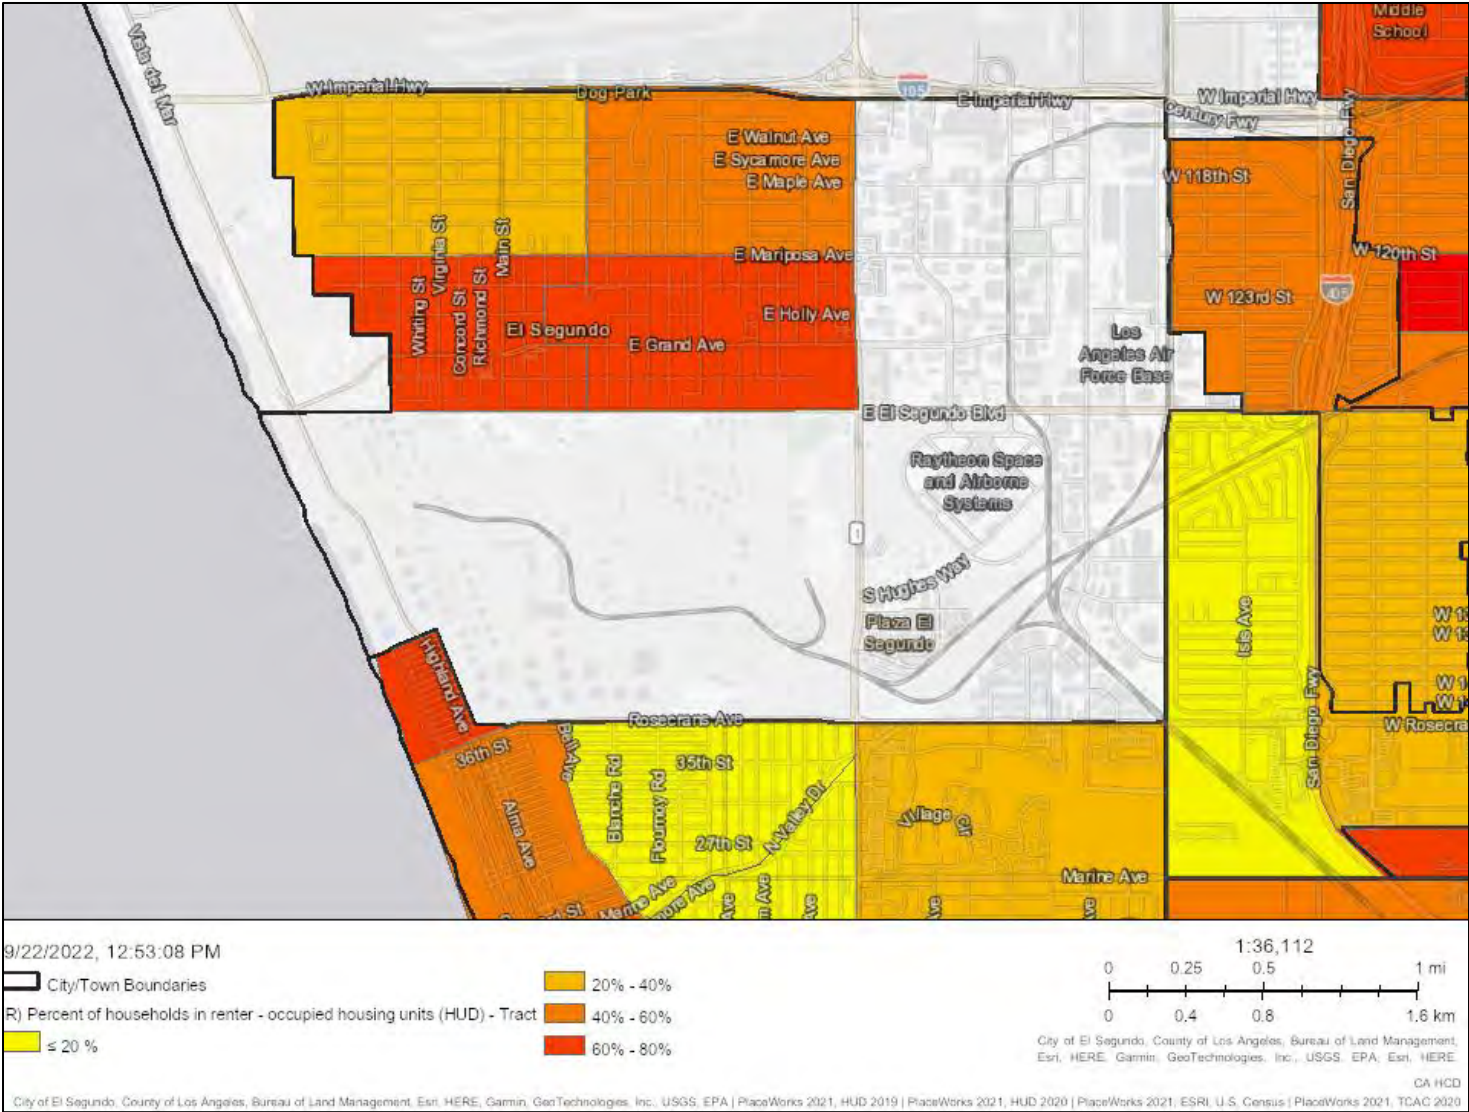 Middle
School
Vista del Mar
W Imperial Hwy
Dog Park
105
E Imperial Hwy
W Imperial Hwy
Century Fwy
San Diego Fwy
E Walnut Ave
E Sycamore Ave
E Maple Ave
W 118th St
Virginia St
Main St
E Mariposa Ave
W 120th St
Whiting St
Concord St
Richmond St
El Segundo
E Holly Ave
E Grand Ave
W 123rd St
405
Los
Angeles Air
Force Base
E El Segundo Blvd
Raytheon Space
and Airborne
Systems
1
S Hughes Way
Plaza El
Segundo
Isis Ave
Highland Ave
San Diego Fwy
Rosecrans Ave
W Rosecra
36th St
Bell Ave
Blanche Rd
Flournoy Rd
35th St
N Valley Dr
27th St
Alma Ave
Village Cir
Marine Ave
Marine Ave
more Ave
Ave
Ave
Ave
Ave
9/22/2022, 12:53:08 PM
City/Town Boundaries
R) Percent of households in renter - occupied housing units (HUD) - Tract
≤ 20 %
20% - 40%
40% - 60%
60% - 80%
1:36,112
0 0.25 0.5 1 mi
0 0.4 0.8 1.6 km
City of El Segundo, County of Los Angeles, Bureau of Land Management,
Esri, HERE, Garmin, GeoTechnologies, Inc., USGS, EPA, Esri, HERE,
CA HCD
City of El Segundo, County of Los Angeles, Bureau of Land Management, Esri, HERE, Garmin, GeoTechnologies, Inc., USGS, EPA | PlaceWorks 2021, HUD 2019 | PlaceWorks 2021, HUD 2020 | PlaceWorks 2021, ESRI, U.S. Census | PlaceWorks 2021, TCAC 2020